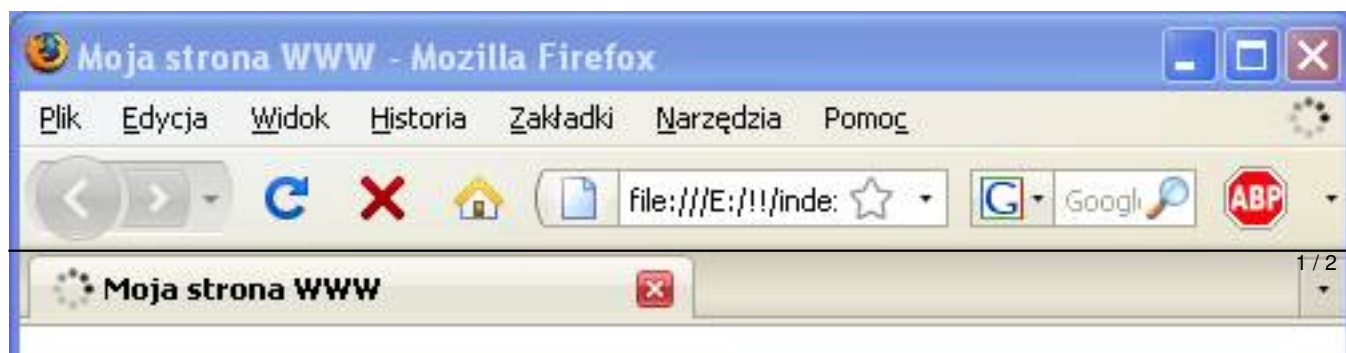 Moja strona WWW - Mozilla Firefox
Plik Edycja Widok Historia Zakładki Narzędzia Pomoc
file:///E:/!!/inde: G Googl ABP
1 / 2
Moja strona WWW